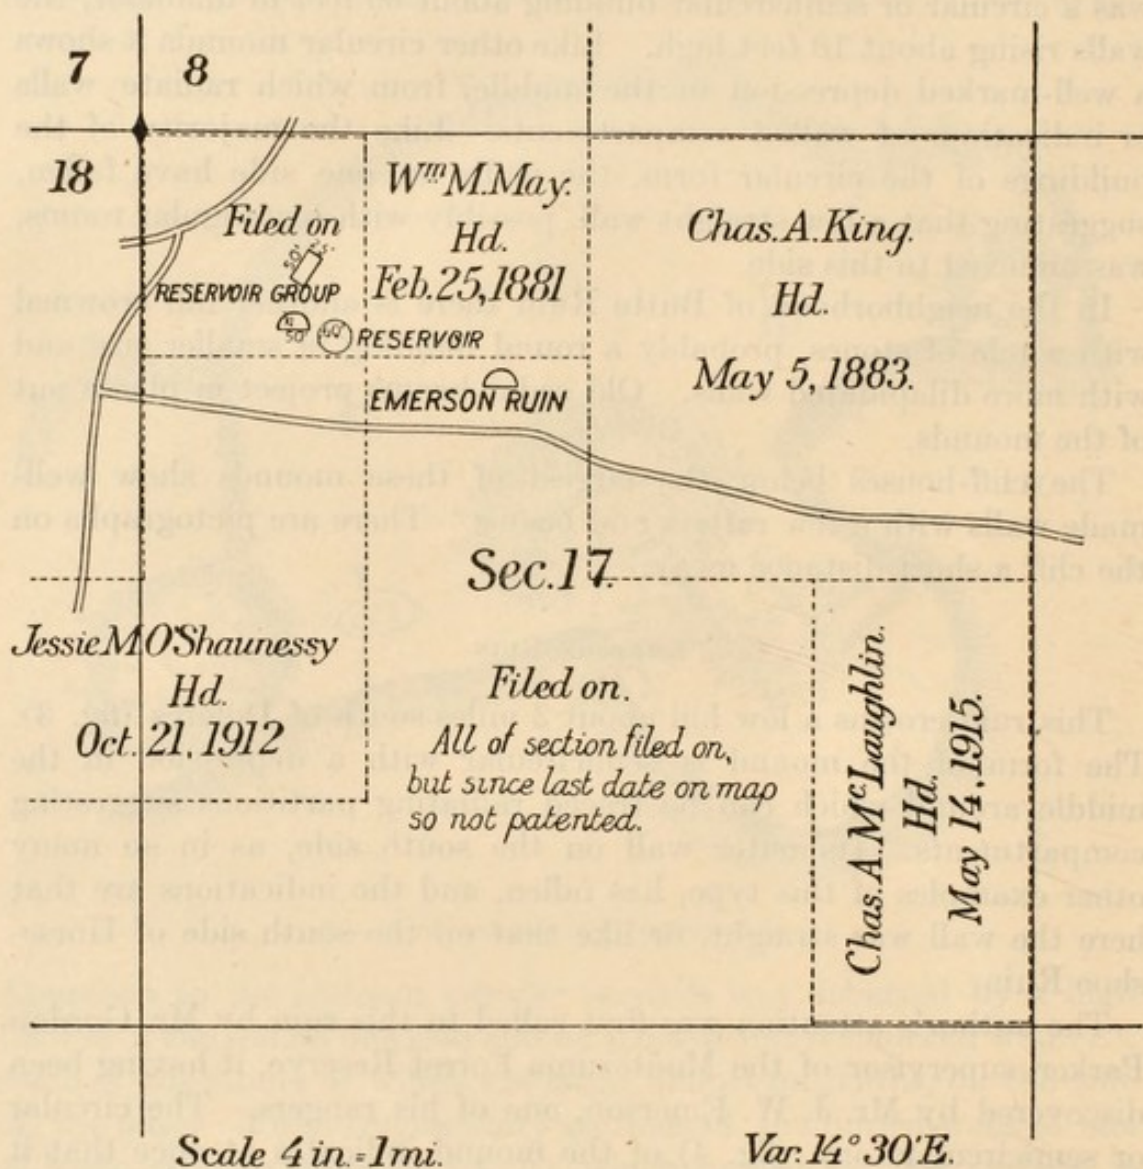 7 8
18
Filed on
50' 25'
RESERVOIR GROUP
50'
RESERVOIR
Wm M. May.
Hd.
Feb. 25, 1881
EMERSON RUIN
Chas. A. King.
Hd.
May 5, 1883.
Sec. 17.
Jessie M. O'Shaunessy
Hd.
Oct. 21, 1912
Filed on.
All of section filed on,
but since last date on map
so not patented.
Chas. A. McLaughlin.
Hd.
May 14, 1915.
Scale 4 in. = 1 mi.
Var. 14° 30' E.